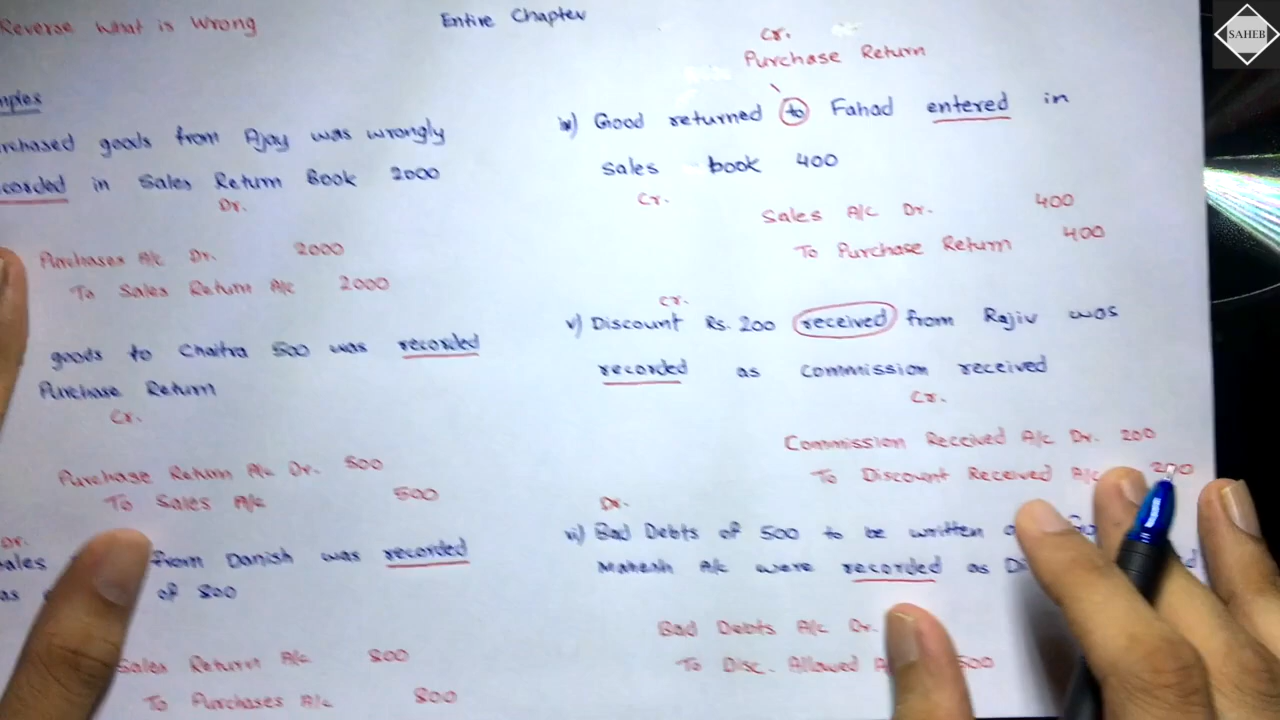 Reverse What is Wrong
Entire Chapter
SAHEB
Purchased goods from Ajay was wrongly
in Sales Return Book 2000
Dr.
Purchases A/c Dr. 2000
To Sales Return A/c 2000
goods to Chaitra 500 was recorded
Purchase Return
Cr.
Purchase Return A/c Dr. 500
To Sales A/c 500
Dr.
from Danish was recorded
of 800
Sales Return A/c 800
To Purchases A/c 800
Cr.
Purchase Return
Good returned to Fahad entered in
sales book 400
Cr.
Sales A/c Dr. 400
To Purchase Return 400
Cr.
v) Discount Rs. 200 received from Rajiv was
recorded as commission received
Cr.
Commission Received A/c Dr. 200
To Discount Received A/c 200
Dr.
vi) Bad Debts of 500 to be written
Mahesh A/c were recorded as
Bad Debts A/c Dr.
To Disc. Allowed 500